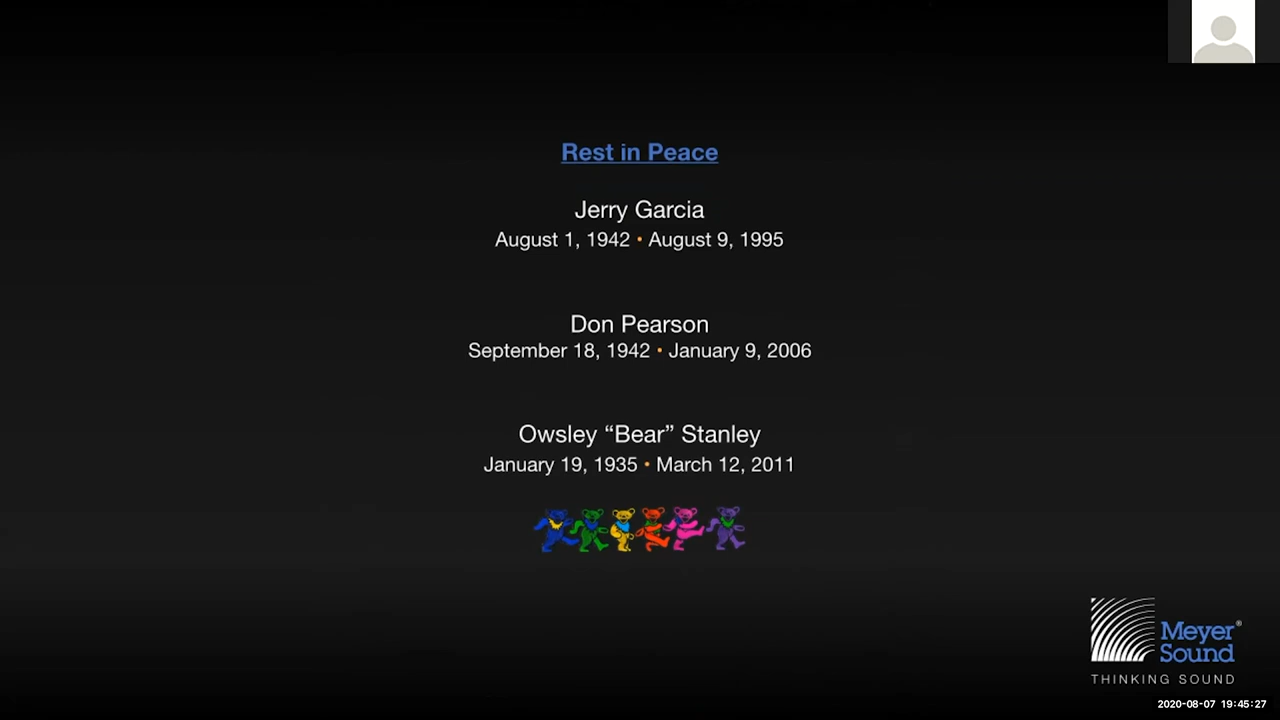 Rest in Peace
Jerry Garcia
August 1, 1942 • August 9, 1995
Don Pearson
September 18, 1942 • January 9, 2006
Owsley “Bear” Stanley
January 19, 1935 • March 12, 2011
Meyer®
Sound
THINKING SOUND
2020-08-07 19:45:27